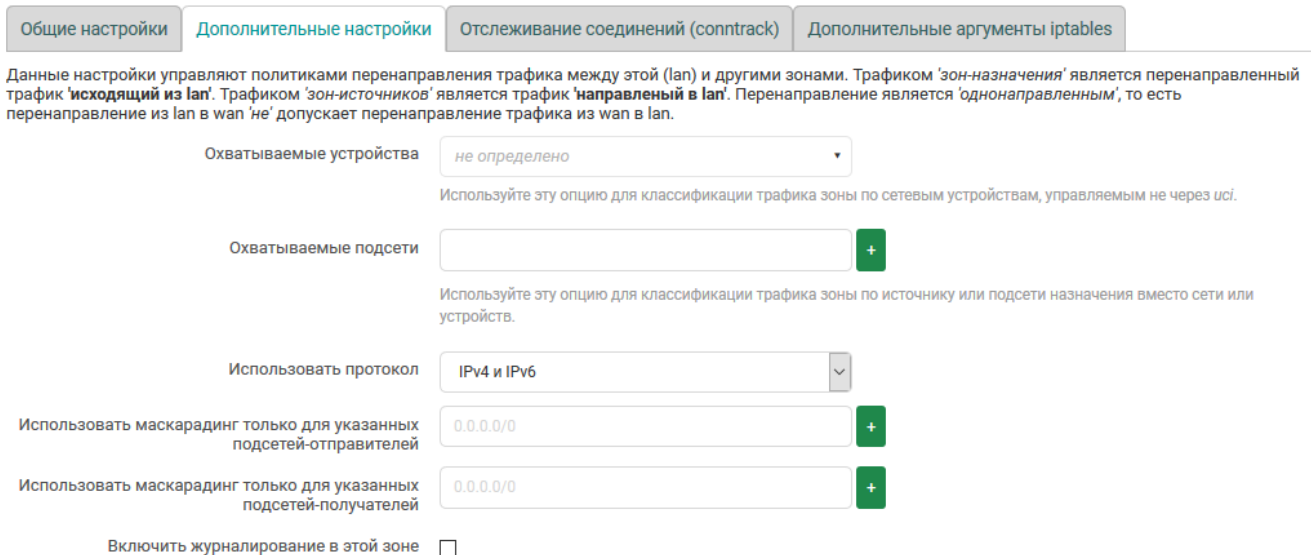 Общие настройки
Дополнительные настройки
Отслеживание соединений (conntrack)
Дополнительные аргументы iptables
Данные настройки управляют политиками перенаправления трафика между этой (lan) и другими зонами. Трафиком 'зон-назначения' является перенаправленный
трафик 'исходящий из lan'. Трафиком 'зон-источников' является трафик 'направленый в lan'. Перенаправление является 'однонаправленным', то есть
перенаправление из lan в wan 'не' допускает перенаправление трафика из wan в lan.
Охватываемые устройства
не определено
Используйте эту опцию для классификации трафика зоны по сетевым устройствам, управляемым не через uci.
Охватываемые подсети
+
Используйте эту опцию для классификации трафика зоны по источнику или подсети назначения вместо сети или
устройств.
Использовать протокол
IPv4 и IPv6
Использовать маскарадинг только для указанных
подсетей-отправителей
0.0.0.0/0
+
Использовать маскарадинг только для указанных
подсетей-получателей
0.0.0.0/0
+
Включить журналирование в этой зоне